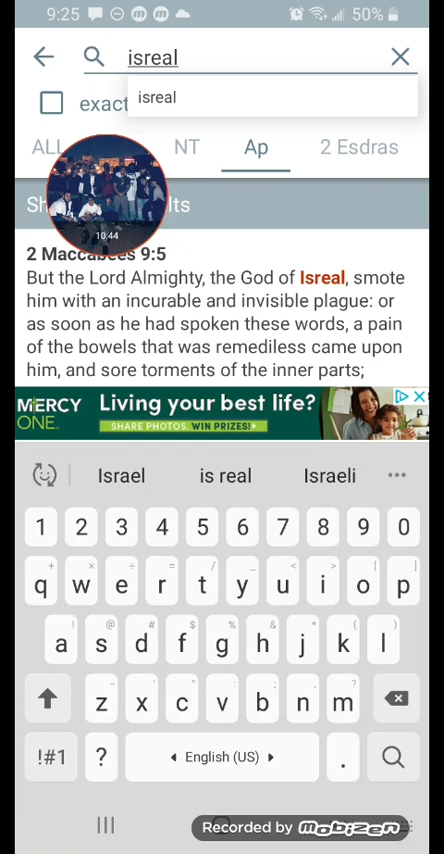 9:25 50%
isreal
isreal
exact
ALL NT Ap 2 Esdras
10:44
2 Maccabees 9:5
But the Lord Almighty, the God of Isreal, smote
him with an incurable and invisible plague: or
as soon as he had spoken these words, a pain
of the bowels that was remediless came upon
him, and sore torments of the inner parts;
MERCY
ONE
Living your best life?
SHARE PHOTOS. WIN PRIZES!
Israel is real Israeli
1 2 3 4 5 6 7 8 9 0
q w e r t y u i o p
a s d f g h j k l
z x c v b n m
!#1 ? English (US) .
Recorded by Mobizen